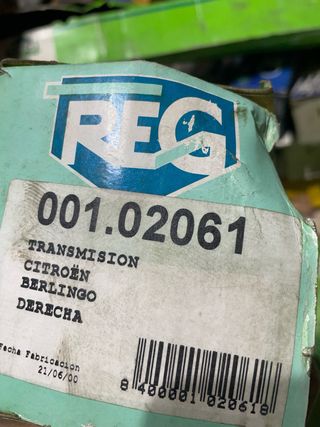 REG
001.02061
TRANSMISION
CITROËN
BERLINGO
DERECHA
Fecha Fabricacion
21/06/00
8 400001 020618